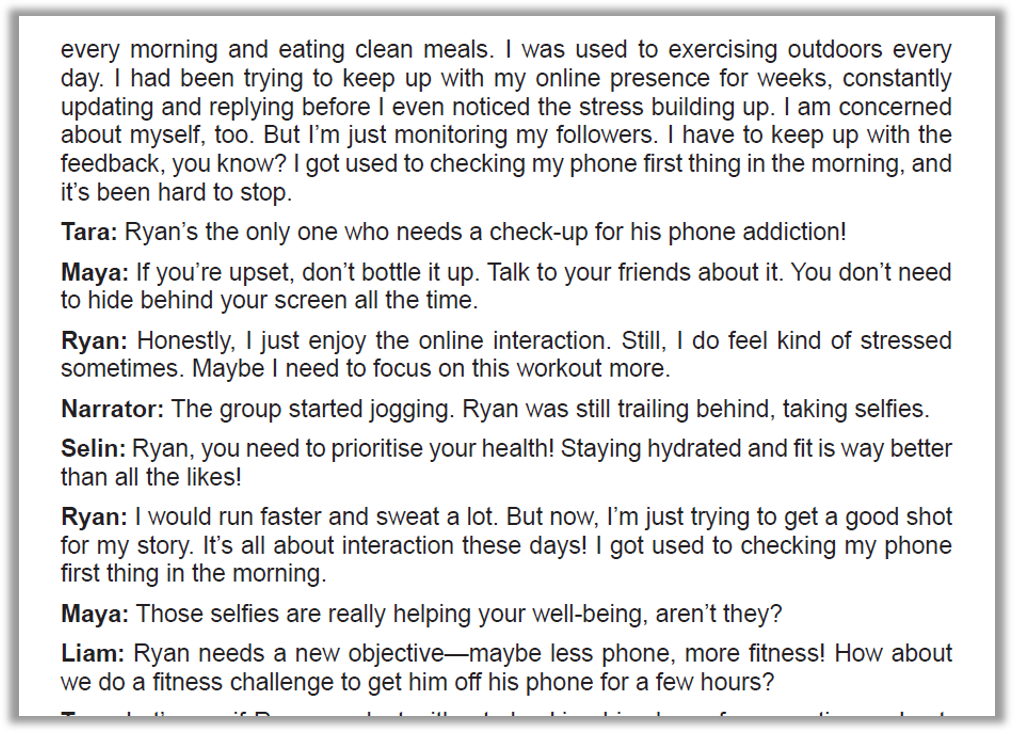 every morning and eating clean meals. I was used to exercising outdoors every
day. I had been trying to keep up with my online presence for weeks, constantly
updating and replying before I even noticed the stress building up. I am concerned
about myself, too. But I’m just monitoring my followers. I have to keep up with the
feedback, you know? I got used to checking my phone first thing in the morning, and
it’s been hard to stop.
Tara: Ryan’s the only one who needs a check-up for his phone addiction!
Maya: If you’re upset, don’t bottle it up. Talk to your friends about it. You don’t need
to hide behind your screen all the time.
Ryan: Honestly, I just enjoy the online interaction. Still, I do feel kind of stressed
sometimes. Maybe I need to focus on this workout more.
Narrator: The group started jogging. Ryan was still trailing behind, taking selfies.
Selin: Ryan, you need to prioritise your health! Staying hydrated and fit is way better
than all the likes!
Ryan: I would run faster and sweat a lot. But now, I’m just trying to get a good shot
for my story. It’s all about interaction these days! I got used to checking my phone
first thing in the morning.
Maya: Those selfies are really helping your well-being, aren’t they?
Liam: Ryan needs a new objective—maybe less phone, more fitness! How about
we do a fitness challenge to get him off his phone for a few hours?